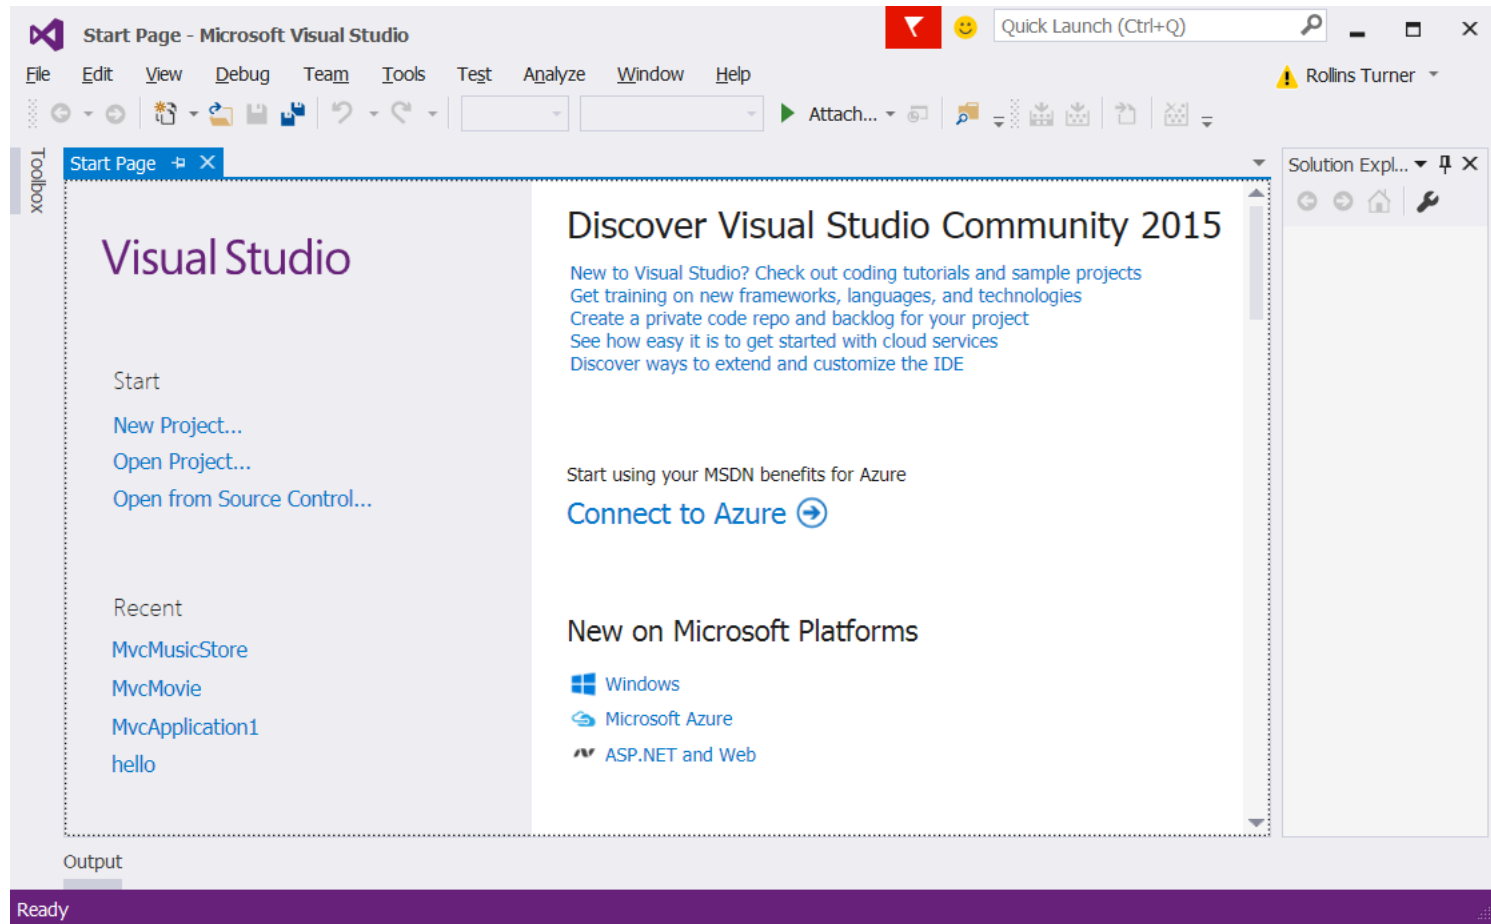 Start Page - Microsoft Visual Studio
Quick Launch (Ctrl+Q)
File Edit View Debug Team Tools Test Analyze Window Help
Rollins Turner
Attach...
Toolbox
Start Page
Solution Expl...
Visual Studio
Start
New Project...
Open Project...
Open from Source Control...
Recent
MvcMusicStore
MvcMovie
MvcApplication1
hello
Discover Visual Studio Community 2015
New to Visual Studio? Check out coding tutorials and sample projects
Get training on new frameworks, languages, and technologies
Create a private code repo and backlog for your project
See how easy it is to get started with cloud services
Discover ways to extend and customize the IDE
Start using your MSDN benefits for Azure
Connect to Azure
New on Microsoft Platforms
Windows
Microsoft Azure
ASP.NET and Web
Output
Ready